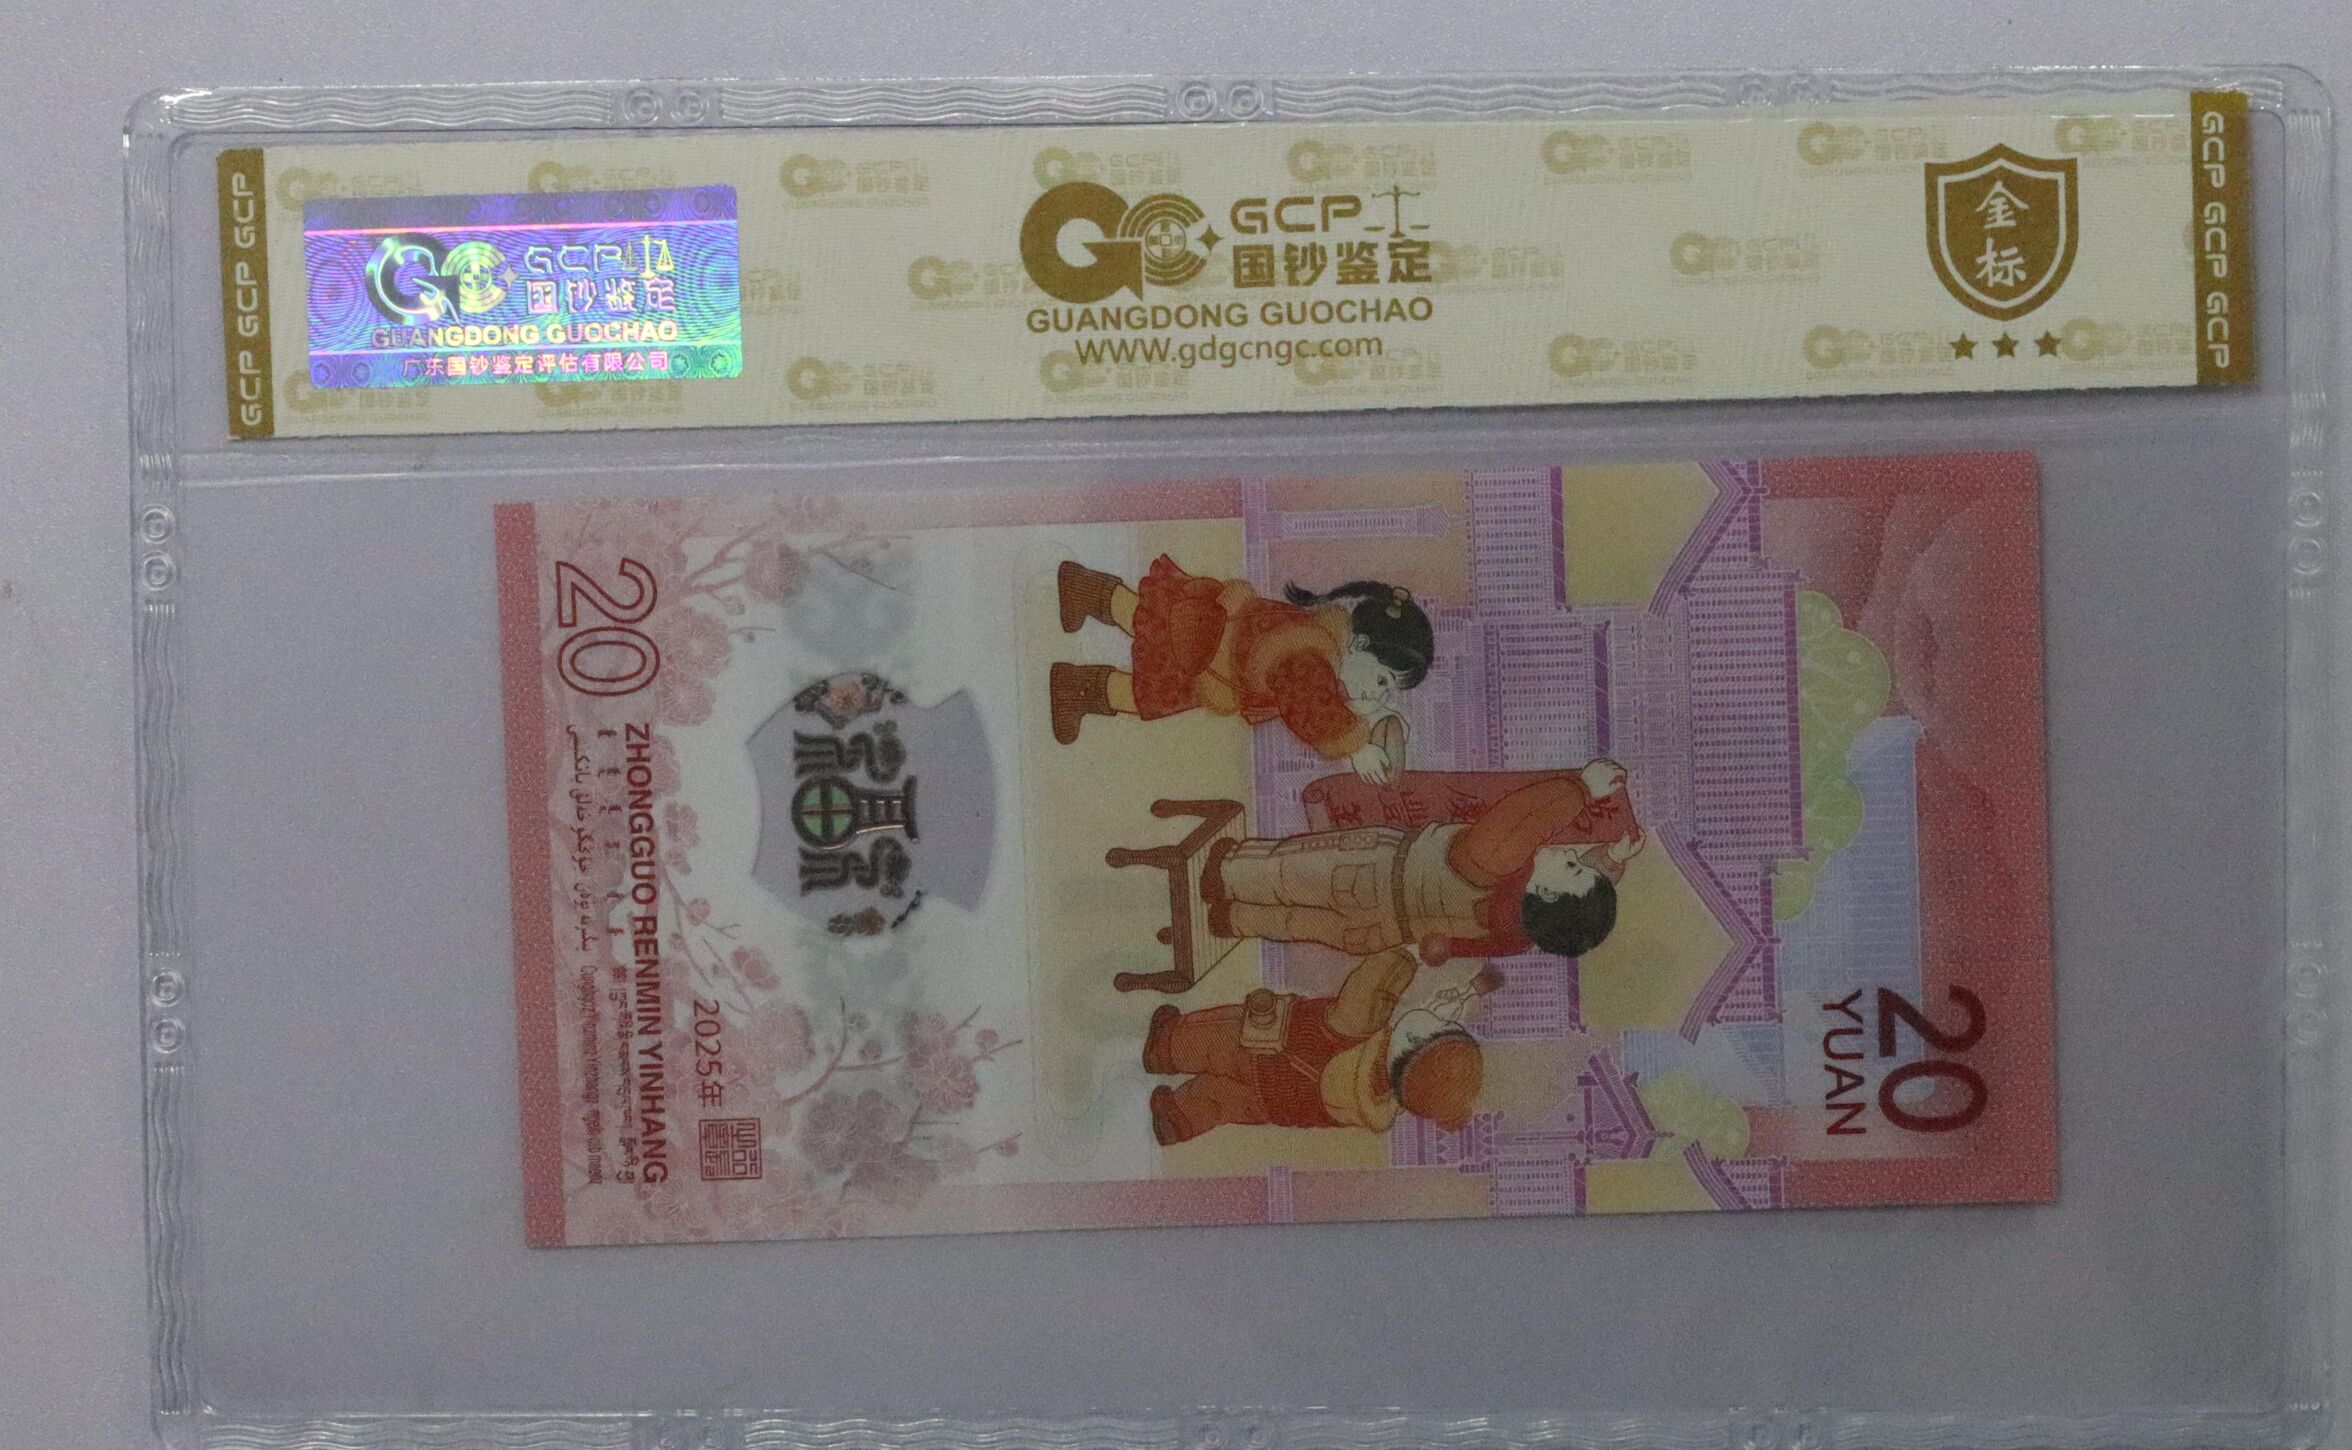 GCP GCP GCP
GCP
国钞鉴定
GUANGDONG GUOCHAO
广东国钞鉴定评估有限公司
GCP
国钞鉴定
GUANGDONG GUOCHAO
WWW.gdgcngc.com
金
标
GCP GCP GCP
20
YUAN
2025年
ZHONGGUO RENMIN YINHANG
20